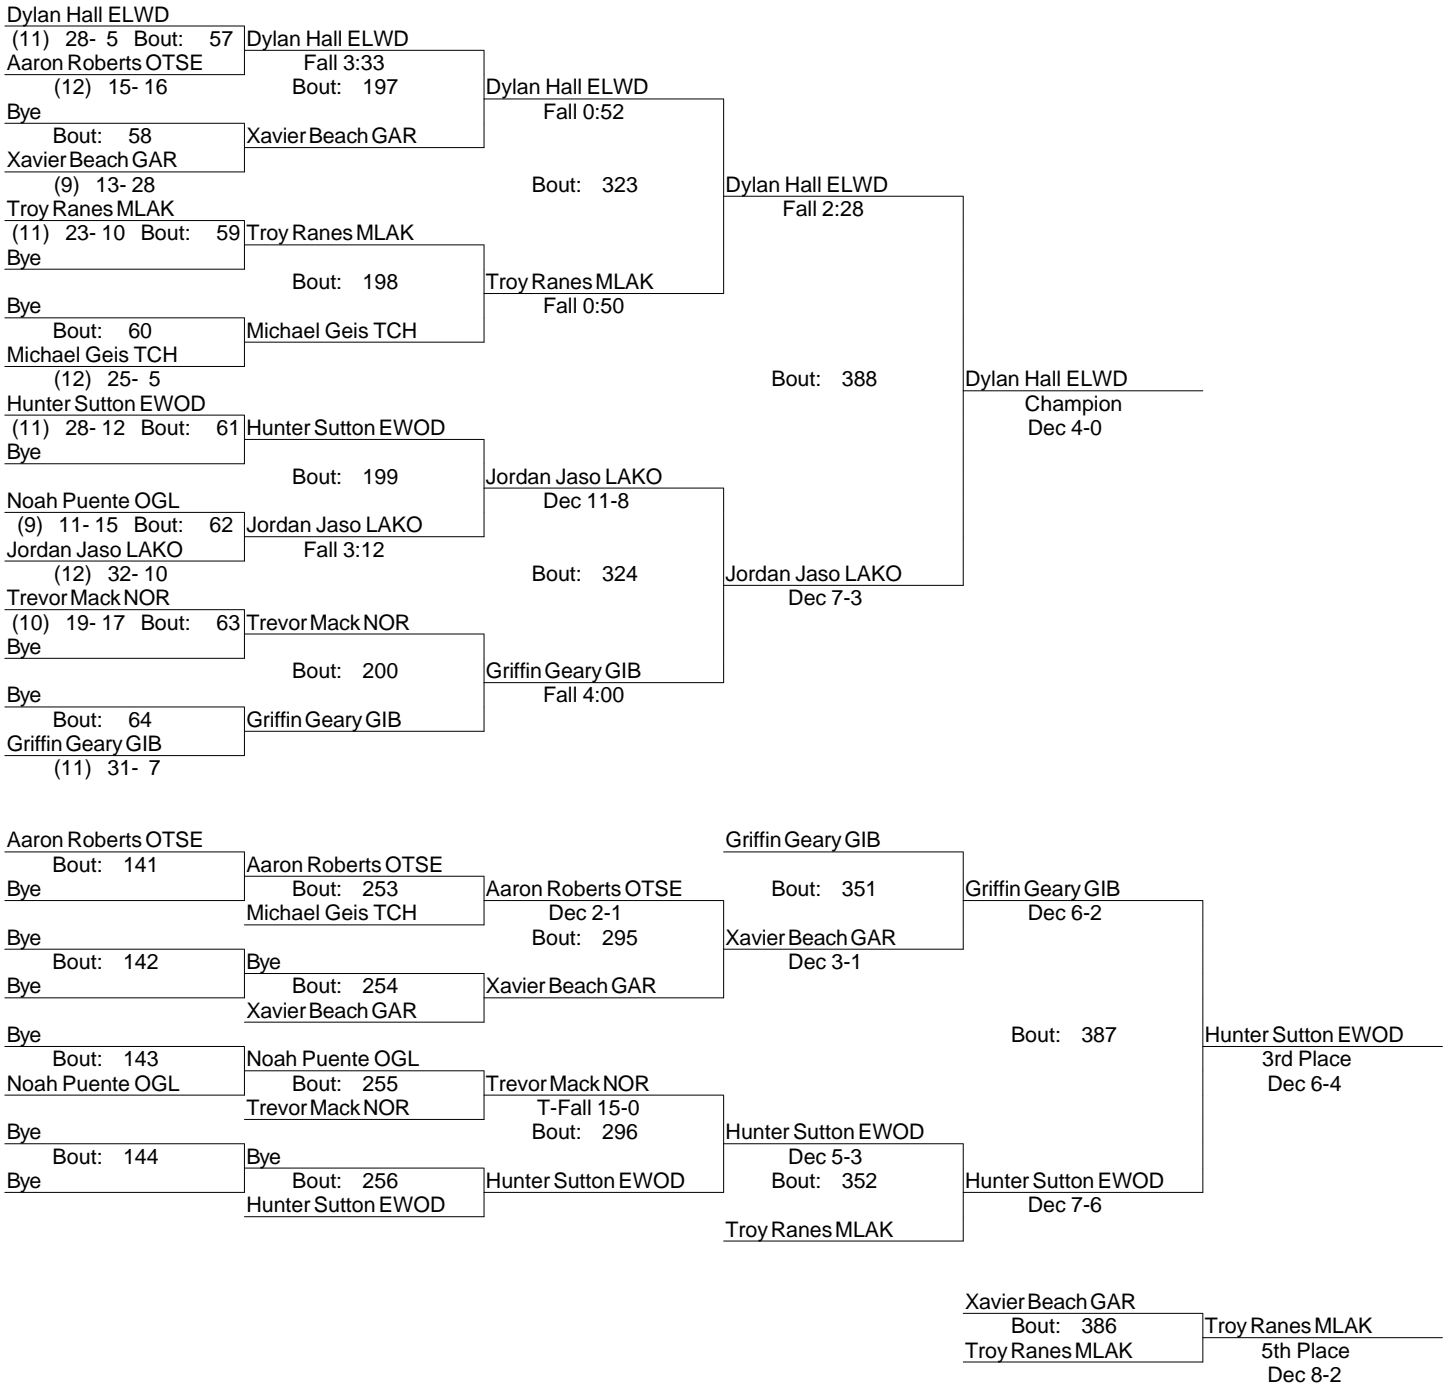 Dylan Hall ELWD
(11) 28- 5 Bout: 57 Dylan Hall ELWD
Aaron Roberts OTSE Fall 3:33
(12) 15- 16 Bout: 197 Dylan Hall ELWD
Bye Fall 0:52
Bout: 58 Xavier Beach GAR
Xavier Beach GAR
(9) 13- 28 Bout: 323 Dylan Hall ELWD
Troy Ranes MLAK Fall 2:28
(11) 23- 10 Bout: 59 Troy Ranes MLAK
Bye
Bout: 198 Troy Ranes MLAK
Bye Fall 0:50
Bout: 60 Michael Geis TCH
Michael Geis TCH
(12) 25- 5 Bout: 388 Dylan Hall ELWD
Hunter Sutton EWOD Champion
(11) 28- 12 Bout: 61 Hunter Sutton EWOD Dec 4-0
Bye
Bout: 199 Jordan Jaso LAKO
Noah Puente OGL Dec 11-8
(9) 11- 15 Bout: 62 Jordan Jaso LAKO
Jordan Jaso LAKO Fall 3:12
(12) 32- 10 Bout: 324 Jordan Jaso LAKO
Trevor Mack NOR Dec 7-3
(10) 19- 17 Bout: 63 Trevor Mack NOR
Bye
Bout: 200 Griffin Geary GIB
Bye Fall 4:00
Bout: 64 Griffin Geary GIB
Griffin Geary GIB
(11) 31- 7
Aaron Roberts OTSE Griffin Geary GIB
Bout: 141 Aaron Roberts OTSE
Bye Bout: 253 Aaron Roberts OTSE Bout: 351 Griffin Geary GIB
Michael Geis TCH Dec 2-1 Dec 6-2
Bye Bout: 295 Xavier Beach GAR
Bout: 142 Bye Dec 3-1
Bye Bout: 254 Xavier Beach GAR
Xavier Beach GAR
Bye Bout: 387 Hunter Sutton EWOD
Bout: 143 Noah Puente OGL 3rd Place
Noah Puente OGL Bout: 255 Trevor Mack NOR Dec 6-4
Trevor Mack NOR T-Fall 15-0
Bye Bout: 296 Hunter Sutton EWOD
Bout: 144 Bye Dec 5-3
Bye Bout: 256 Hunter Sutton EWOD Bout: 352 Hunter Sutton EWOD
Hunter Sutton EWOD Dec 7-6
Troy Ranes MLAK
Xavier Beach GAR
Bout: 386 Troy Ranes MLAK
Troy Ranes MLAK 5th Place
Dec 8-2